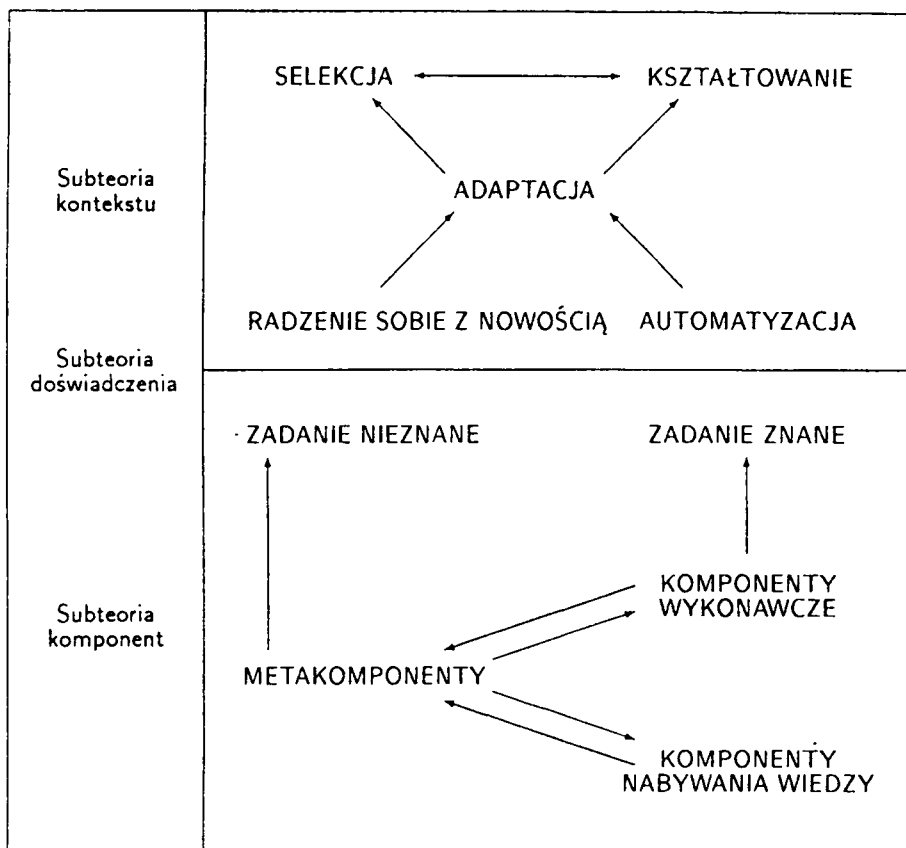 SELEKCJA
KSZTAŁTOWANIE
Subteoria
kontekstu
ADAPTACJA
RADZENIE SOBIE Z NOWOŚCIĄ
AUTOMATYZACJA
Subteoria
doświadczenia
ZADANIE NIEZNANE
ZADANIE ZNANE
Subteoria
komponent
KOMPONENTY
WYKONAWCZE
METAKOMPONENTY
KOMPONENTY
NABYWANIA WIEDZY